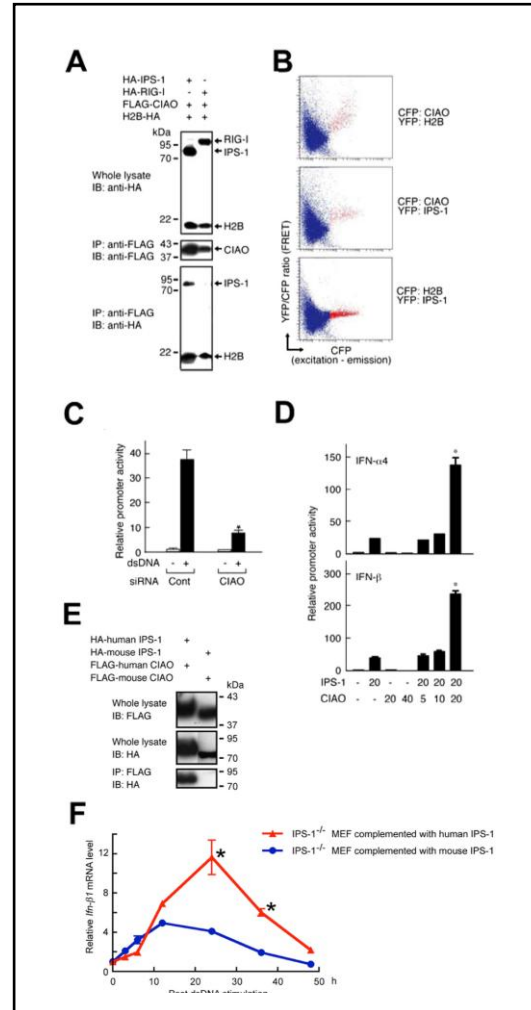 A
HA-IPS-1 + -
HA-RIG-I - +
FLAG-CIAO + +
H2B-HA + +
kDa
95
70
RIG-I
IPS-1
Whole lysate
IB: anti-HA
22
H2B
IP: anti-FLAG
IB: anti-FLAG
43
37
CIAO
95
70
IPS-1
IP: anti-FLAG
IB: anti-HA
22
H2B
B
CFP: CIAO
YFP: H2B
CFP: CIAO
YFP: IPS-1
CFP: H2B
YFP: IPS-1
YFP/CFP ratio (FRET)
CFP
(excitation - emission)
C
Relative promoter activity
40
30
20
10
0
*
dsDNA - + - +
siRNA Cont CIAO
D
Relative promoter activity
IFN-α4
150
100
50
0
*
IFN-β
300
200
100
0
*
IPS-1 - 20 - - 20 20 20
CIAO - - 20 40 5 10 20
E
HA-human IPS-1 + -
HA-mouse IPS-1 - +
FLAG-human CIAO + -
FLAG-mouse CIAO - +
kDa
Whole lysate
IB: FLAG
43
37
Whole lysate
IB: HA
95
70
IP: FLAG
IB: HA
95
70
F
IPS-1-/- MEF complemented with human IPS-1
IPS-1-/- MEF complemented with mouse IPS-1
Relative Ifn-β1 mRNA level
12
8
4
0
*
*
0 20 40 50 h
Post dsDNA stimulation